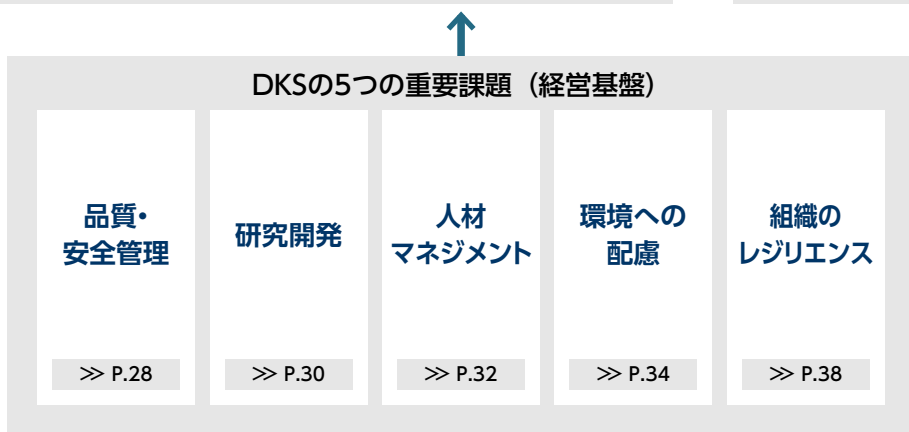 DKSの5つの重要課題（経営基盤）
品質・
安全管理
≫ P.28
研究開発
≫ P.30
人材
マネジメント
≫ P.32
環境への
配慮
≫ P.34
組織の
レジリエンス
≫ P.38